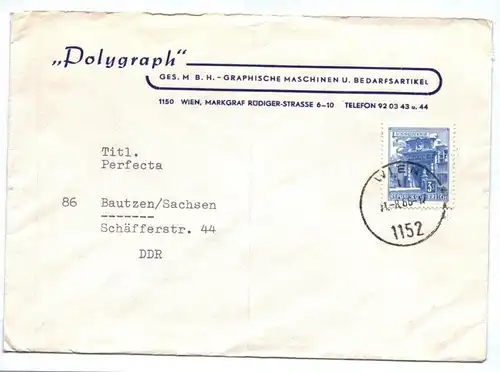 „Polygraph"
GES. M. B. H. - GRAPHISCHE MASCHINEN U. BEDARFSARTIKEL
1150 WIEN, MARKGRAF RÜDIGER-STRASSE 6–10 TELEFON 92 03 43 u. 44
Titl.
Perfecta
86 Bautzen/Sachsen
Schäfferstr. 44
DDR
WIEN
1152